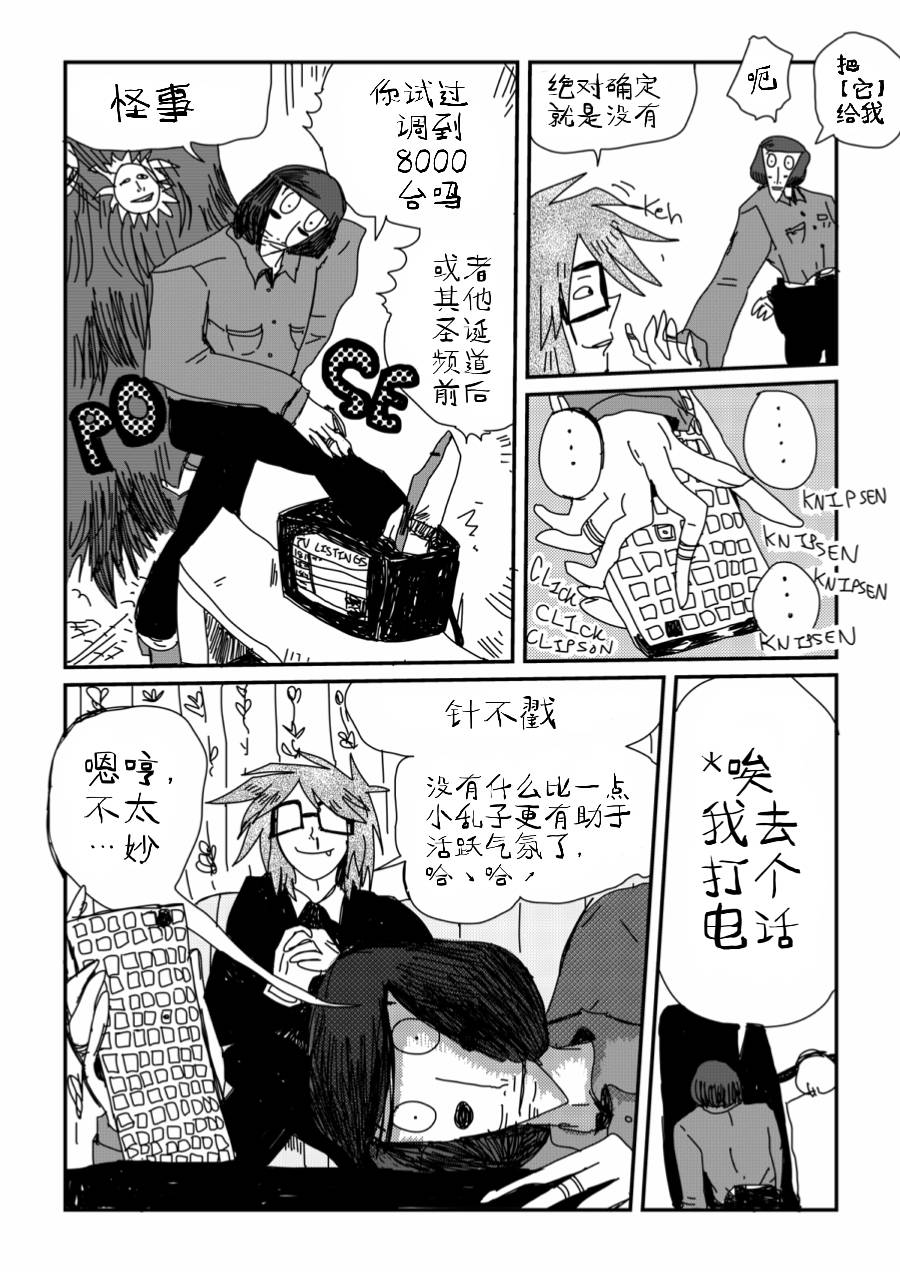 怪事
你试过
调到
8000
台吗
或者
其他
圣诞
频道
前后
PO
SE
TV LISTINGS
绝对确定
就是没有
呃
把
【它】
给我
Keh
...
...
...
KNIPSEN
KNIPSEN
KNIPSEN
KNIPSEN
CLICK
CLICK
CLIPSON
嗯哼,
不太
…妙
针不戳
没有什么比一点
小乱子更有助于
活跃气氛了,
哈、哈
*唉
我去
打个
电话